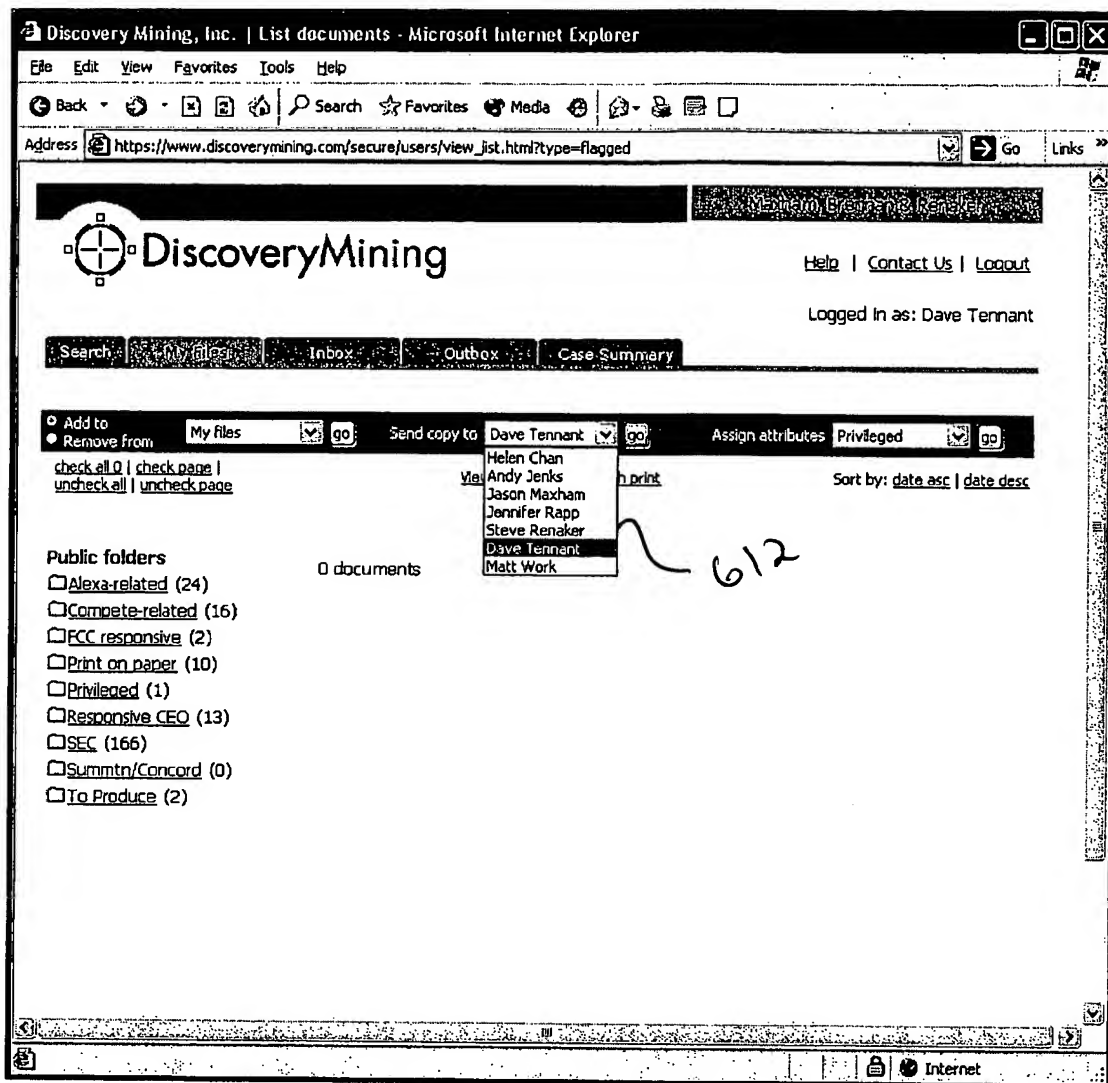 Discovery Mining, Inc. | List documents - Microsoft Internet Explorer
File Edit View Favorites Tools Help
Back Search Favorites Media
Address https://www.discoverymining.com/secure/users/view_list.html?type=flagged Go Links »
Maxham, Brennan & Renaker
DiscoveryMining
Help | Contact Us | Logout
Logged in as: Dave Tennant
Search My files Inbox Outbox Case Summary
Add to
Remove from
My files go Send copy to Dave Tennant go Assign attributes Privileged go
check all 0 | check page |
uncheck all | uncheck page
print
Sort by: date asc | date desc
Helen Chan
Andy Jenks
Jason Maxham
Jennifer Rapp
Steve Renaker
Dave Tennant
Matt Work
612
Public folders
0 documents
Alexa-related (24)
Compete-related (16)
FCC responsive (2)
Print on paper (10)
Privileged (1)
Responsive CEO (13)
SEC (166)
Summtn/Concord (0)
To Produce (2)
Internet